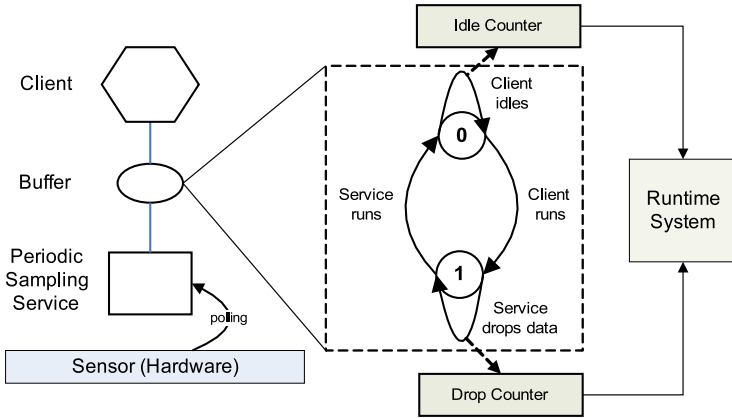 Idle Counter
Client
Client
idles
0
Buffer
Service
runs
Client
runs
Runtime
System
Periodic
Sampling
Service
1
polling
Service
drops data
Sensor (Hardware)
Drop Counter